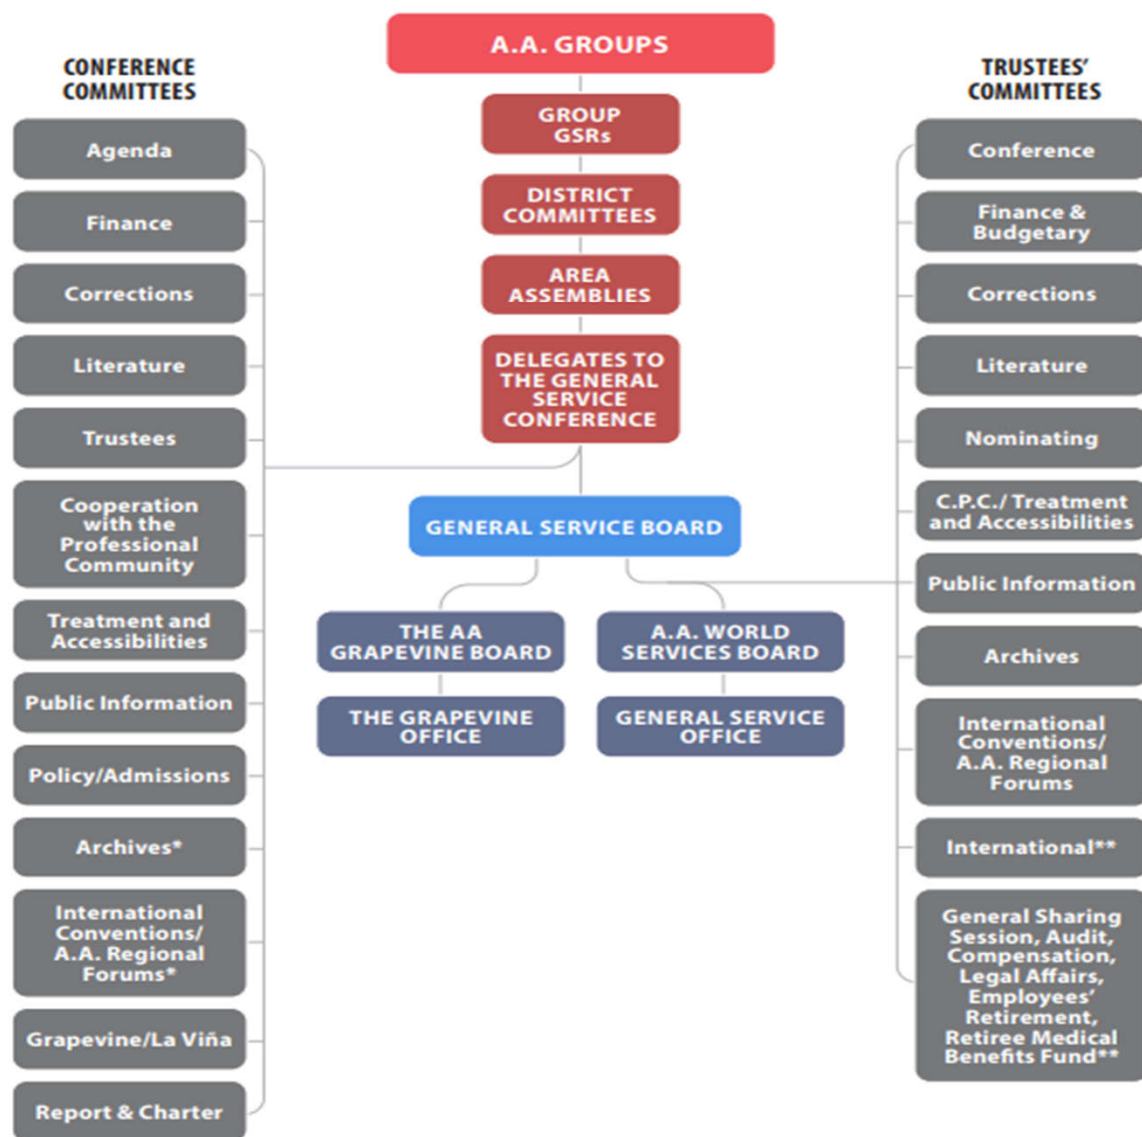 A.A. GROUPS
CONFERENCE
COMMITTEES
Agenda
Finance
Corrections
Literature
Trustees
Cooperation
with the
Professional
Community
Treatment and
Accessibilities
Public Information
Policy/Admissions
Archives*
International
Conventions/
A.A. Regional
Forums*
Grapevine/La Viña
Report & Charter
GROUP
GSRs
DISTRICT
COMMITTEES
AREA
ASSEMBLIES
DELEGATES TO
THE GENERAL
SERVICE
CONFERENCE
GENERAL SERVICE BOARD
THE AA
GRAPEVINE BOARD
THE GRAPEVINE
OFFICE
A.A. WORLD
SERVICES BOARD
GENERAL SERVICE
OFFICE
TRUSTEES’
COMMITTEES
Conference
Finance &
Budgetary
Corrections
Literature
Nominating
C.P.C./ Treatment
and Accessibilities
Public Information
Archives
International
Conventions/
A.A. Regional
Forums
International**
General Sharing
Session, Audit,
Compensation,
Legal Affairs,
Employees’
Retirement,
Retiree Medical
Benefits Fund**